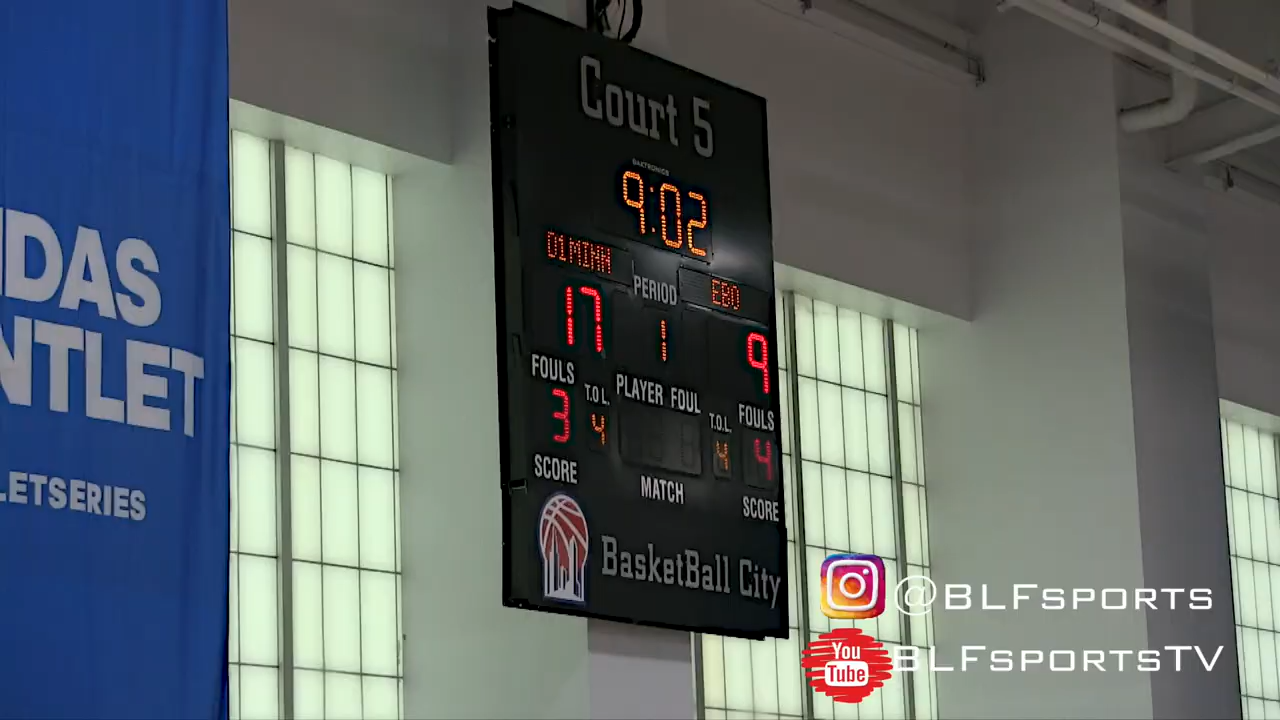 IDAS
NTLET
LETSERIES
Court 5
DAKTRONICS
9:02
D1MINN
PERIOD
EBO
17
1
9
FOULS
T.O.L.
PLAYER FOUL
T.O.L.
FOULS
3
4
4
4
SCORE
MATCH
SCORE
BasketBall City
@BLFsports
You
Tube
BLFsportsTV